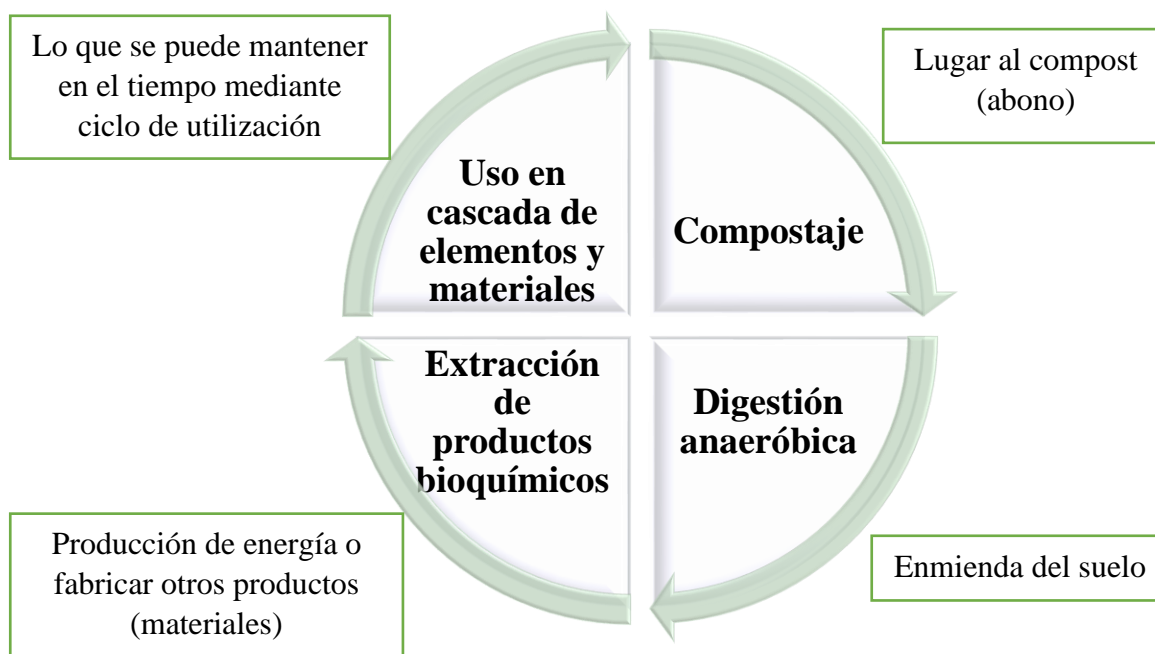 Lo que se puede mantener
en el tiempo mediante
ciclo de utilización
Lugar al compost
(abono)
Uso en
cascada de
elementos y
materiales
Compostaje
Extracción
de
productos
bioquímicos
Digestión
anaeróbica
Producción de energía o
fabricar otros productos
(materiales)
Enmienda del suelo